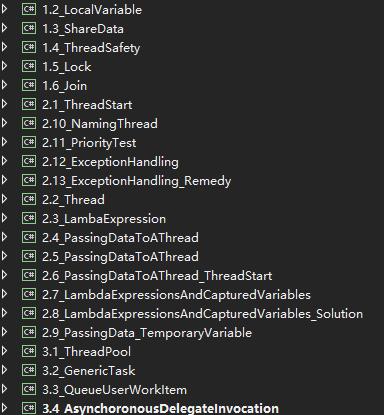 C# 1.2_LocalVariable
C# 1.3_ShareData
C# 1.4_ThreadSafety
C# 1.5_Lock
C# 1.6_Join
C# 2.1_ThreadStart
C# 2.10_NamingThread
C# 2.11_PriorityTest
C# 2.12_ExceptionHandling
C# 2.13_ExceptionHandling_Remedy
C# 2.2_Thread
C# 2.3_LambaExpression
C# 2.4_PassingDataToAThread
C# 2.5_PassingDataToAThread
C# 2.6_PassingDataToAThread_ThreadStart
C# 2.7_LambdaExpressionsAndCapturedVariables
C# 2.8_LambdaExpressionsAndCapturedVariables_Solution
C# 2.9_PassingData_TemporaryVariable
C# 3.1_ThreadPool
C# 3.2_GenericTask
C# 3.3_QueueUserWorkItem
C# 3.4_AsynchoronousDelegateInvocation